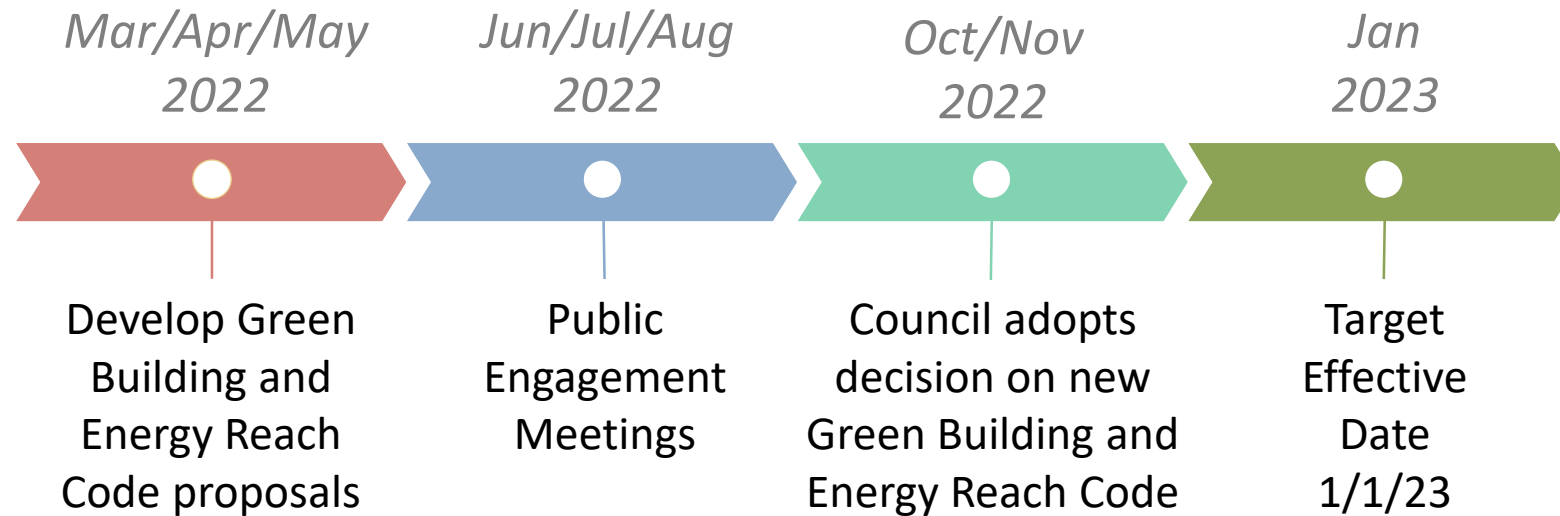 Mar/Apr/May
2022
Jun/Jul/Aug
2022
Oct/Nov
2022
Jan
2023
Develop Green
Building and
Energy Reach
Code proposals
Public
Engagement
Meetings
Council adopts
decision on new
Green Building and
Energy Reach Code
Target
Effective
Date
1/1/23